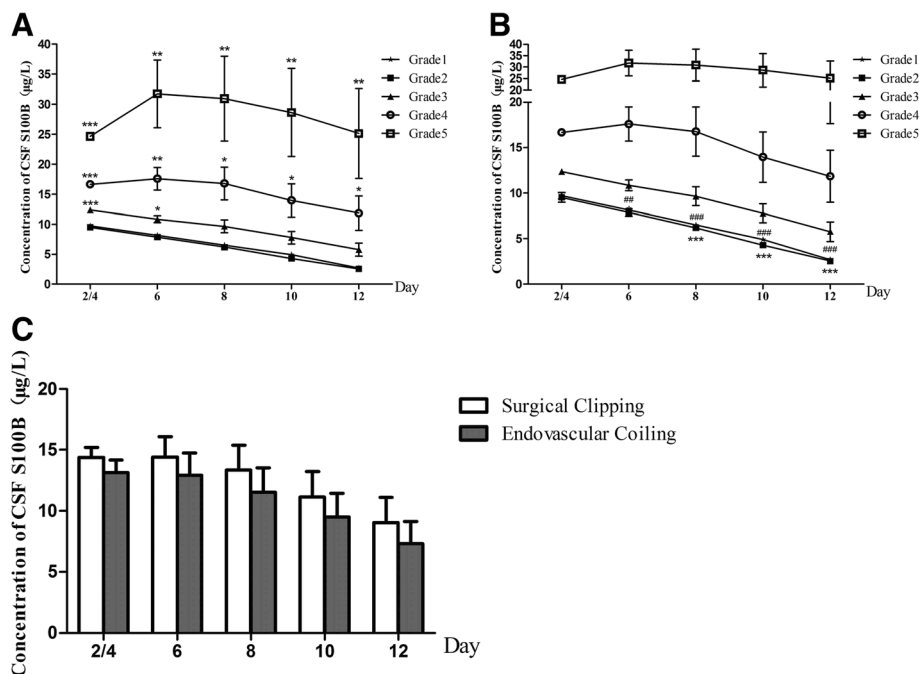 A
Concentration of CSF S100B (μg/L)
40
35
30
25
20
15
10
5
0
***
***
***
**
**
*
**
*
**
*
**
*
2/4
6
8
10
12
Day
Grade1
Grade2
Grade3
Grade4
Grade5
B
Concentration of CSF S100B (μg/L)
40
35
30
25
20
15
10
5
0
##
###
***
###
***
###
***
2/4
6
8
10
12
Day
Grade1
Grade2
Grade3
Grade4
Grade5
C
Concentration of CSF S100B (μg/L)
20
15
10
5
0
2/4
6
8
10
12
Day
Surgical Clipping
Endovascular Coiling